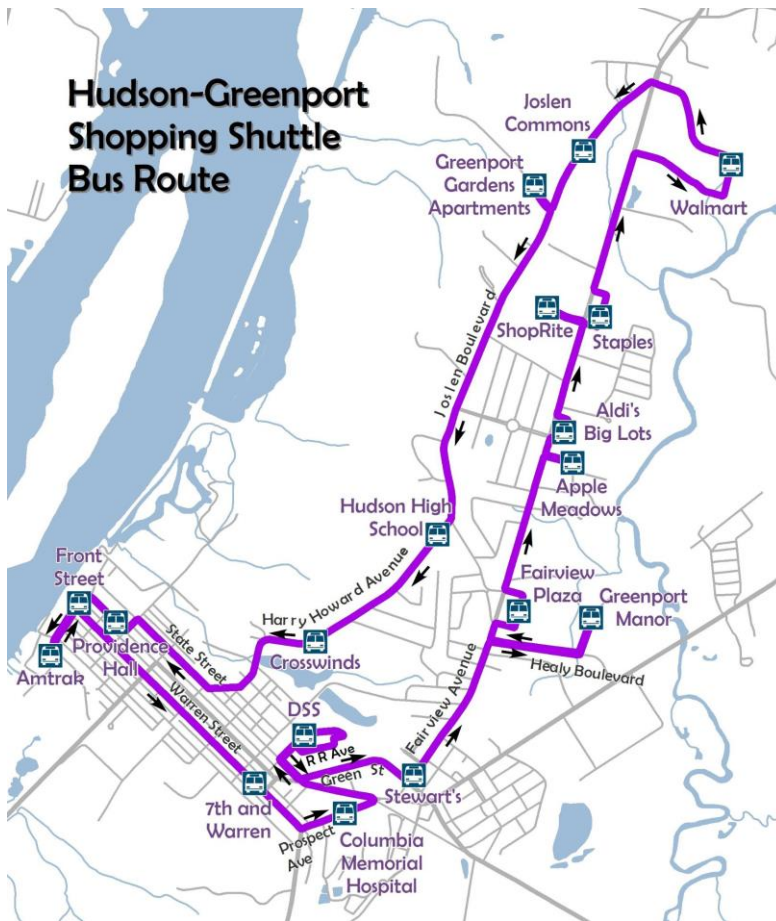 Hudson-Greenport
Shopping Shuttle
Bus Route
Joslen
Commons
Greenport
Gardens
Apartments
Walmart
Joslen Boulevard
ShopRite
Staples
Aldi's
Big Lots
Apple
Meadows
Hudson High
School
Front
Street
Harry Howard Avenue
Fairview
Plaza
Greenport
Manor
Providence
Hall
State Street
Crosswinds
Healy Boulevard
Amtrak
Warren Street
Fairview Avenue
DSS
R R Ave
Green St
Stewart's
7th and
Warren
Prospect
Ave
Columbia
Memorial
Hospital